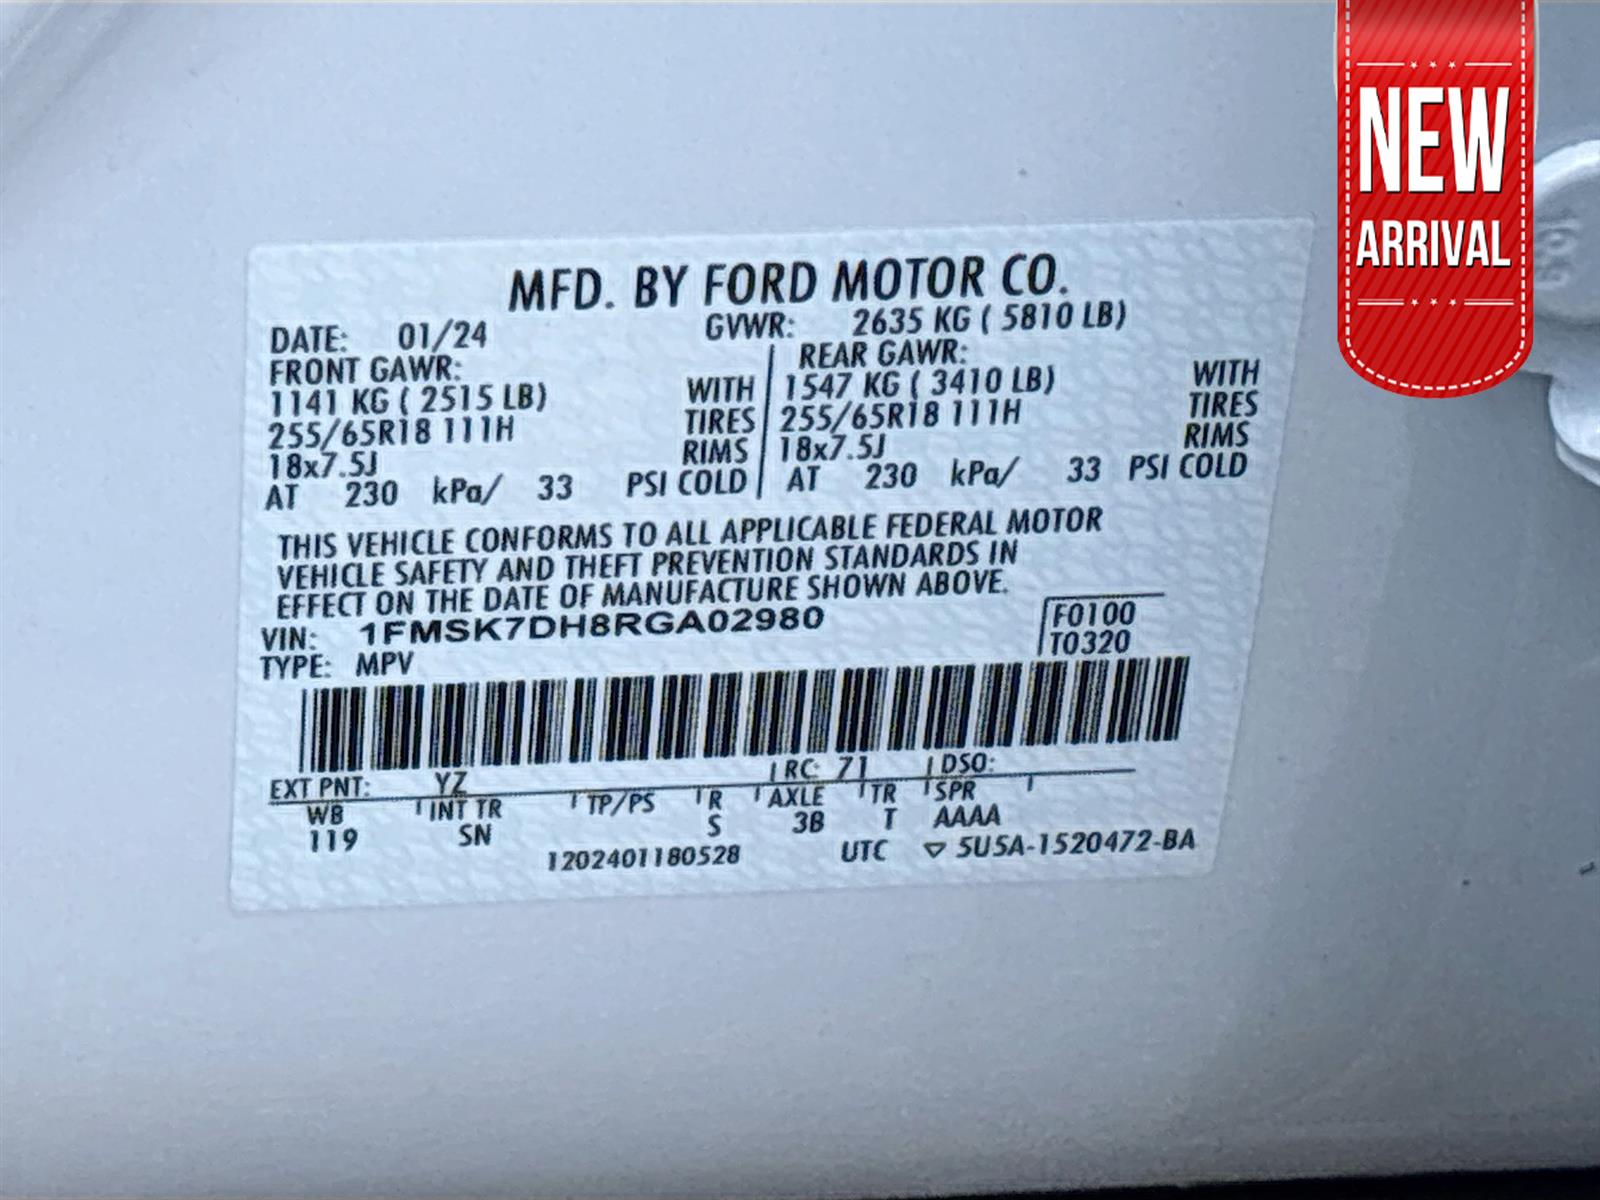 NEW
ARRIVAL
MFD. BY FORD MOTOR CO.
DATE: 01/24 GVWR: 2635 KG ( 5810 LB)
FRONT GAWR: REAR GAWR:
1141 KG ( 2515 LB) WITH 1547 KG ( 3410 LB) WITH
255/65R18 111H TIRES 255/65R18 111H TIRES
18x7.5J RIMS 18x7.5J RIMS
AT 230 kPa/ 33 PSI COLD AT 230 kPa/ 33 PSI COLD
THIS VEHICLE CONFORMS TO ALL APPLICABLE FEDERAL MOTOR
VEHICLE SAFETY AND THEFT PREVENTION STANDARDS IN
EFFECT ON THE DATE OF MANUFACTURE SHOWN ABOVE.
VIN: 1FMSK7DH8RGA02980 F0100
TYPE: MPV T0320
EXT PNT: YZ RC: 71 DSO:
WB INT TR TP/PS R AXLE TR SPR
119 SN S 3B T AAAA
1202401180528 UTC ▽ 5U5A-1520472-BA